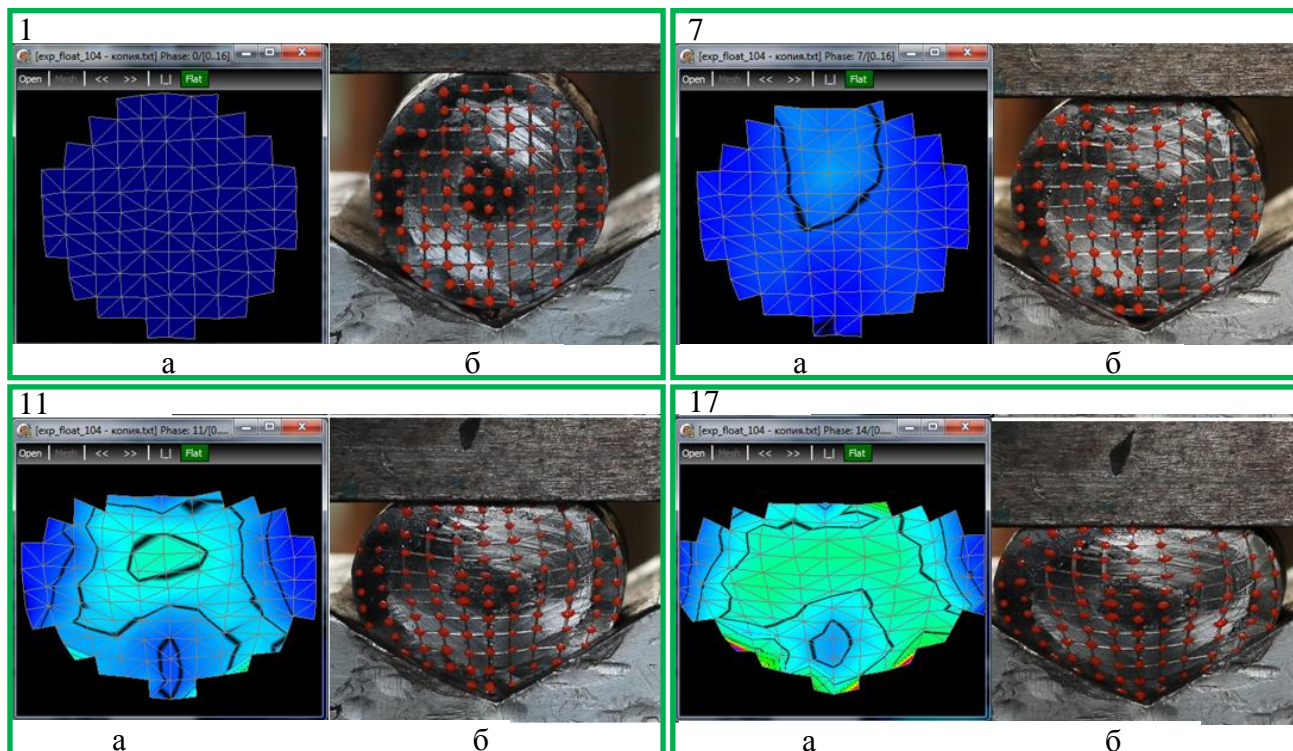 1
[exp_float_104 - копия.txt] Phase: 0/[0..16]
Open | Mesh | << >> | |_| Flat
а б
7
[exp_float_104 - копия.txt] Phase: 7/[0..16]
Open | Mesh | << >> | |_| Flat
а б
11
[exp_float_104 - копия.txt] Phase: 11/[0....
Open | Mesh | << >> | |_| Flat
а б
17
[exp_float_104 - копия.txt] Phase: 14/[0....
Open | Mesh | << >> | |_| Flat
а б